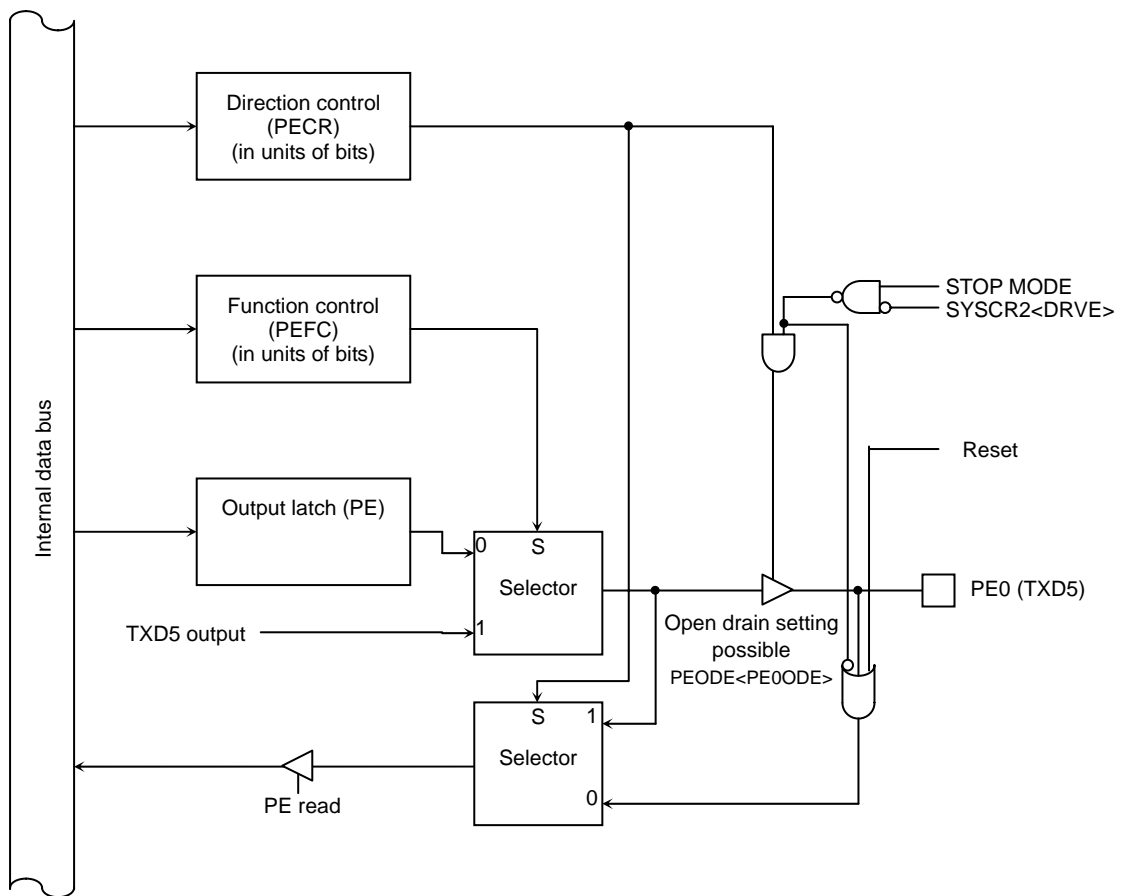 Internal data bus
Direction control
(PECR)
(in units of bits)
Function control
(PEFC)
(in units of bits)
STOP MODE
SYSCR2<DRVE>
Reset
Output latch (PE)
0
S
Selector
1
TXD5 output
PE0 (TXD5)
Open drain setting
possible
PEODE<PE0ODE>
S
1
Selector
0
PE read